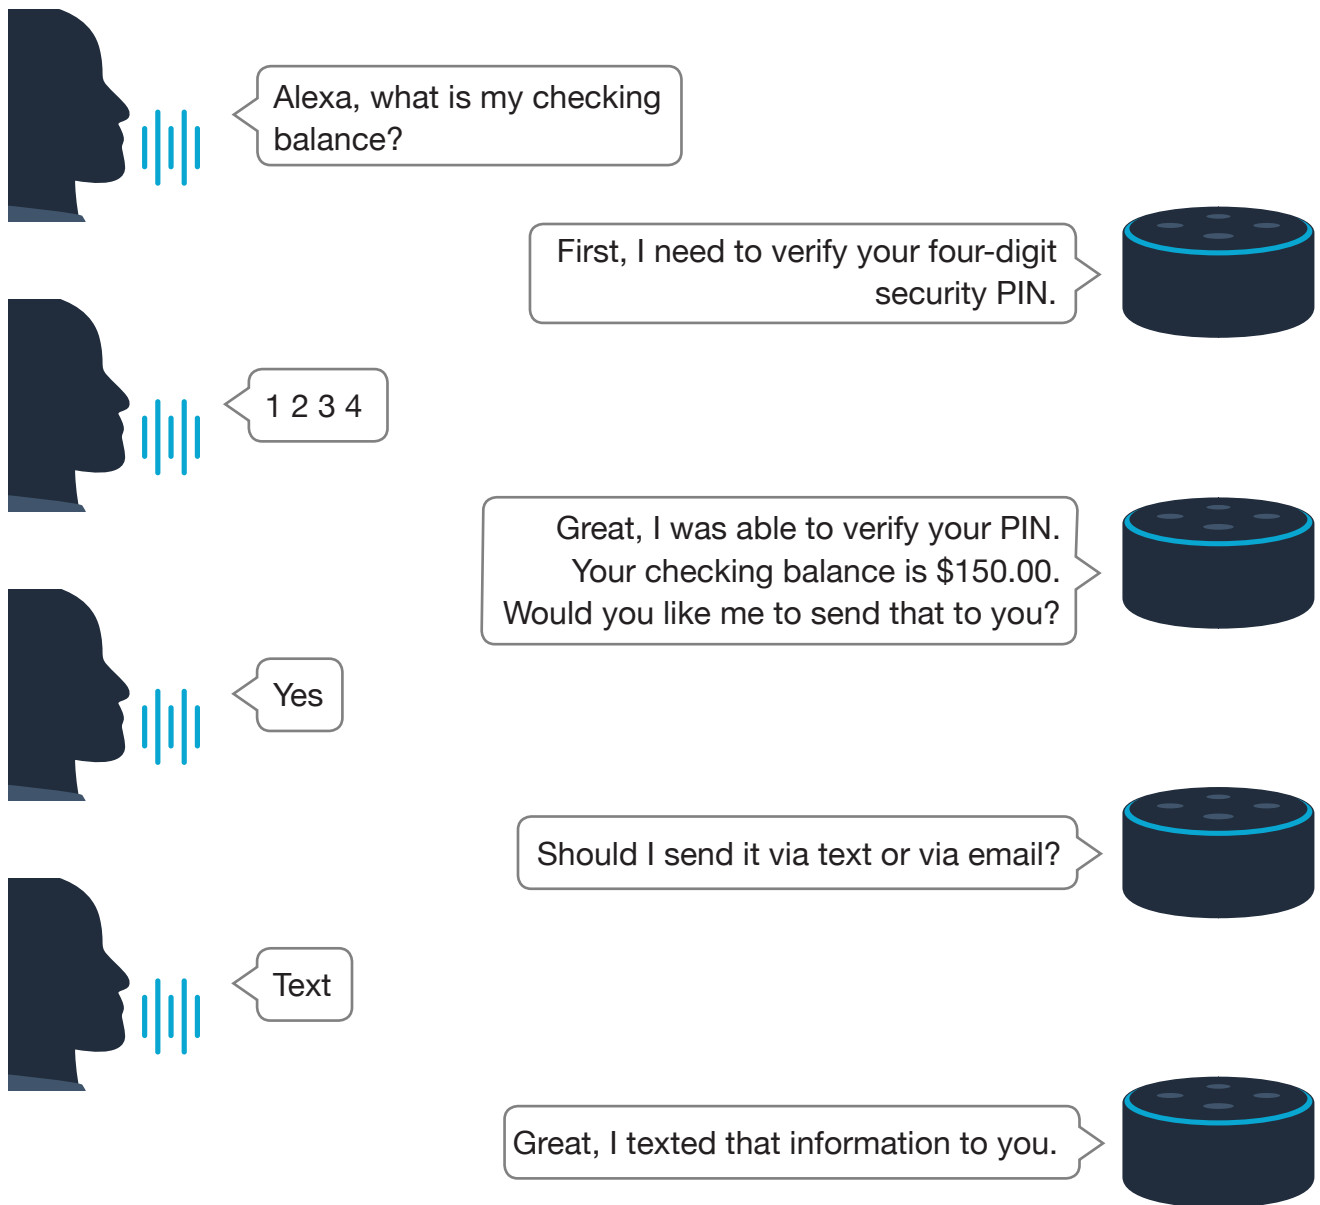 Alexa, what is my checking
balance?
First, I need to verify your four-digit
security PIN.
1 2 3 4
Great, I was able to verify your PIN.
Your checking balance is $150.00.
Would you like me to send that to you?
Yes
Should I send it via text or via email?
Text
Great, I texted that information to you.